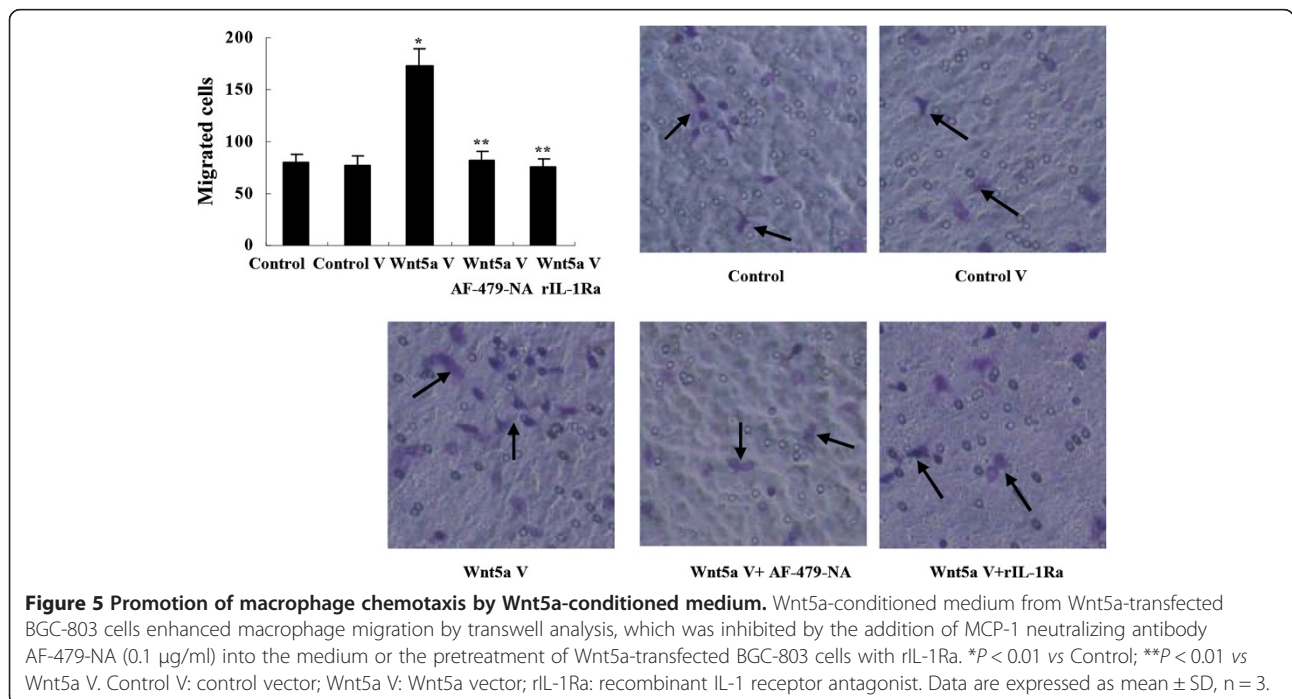 200
150
100
50
0
Migrated cells
*
**
**
Control Control V Wnt5a V Wnt5a V Wnt5a V
AF-479-NA rIL-1Ra
Control
Control V
Wnt5a V
Wnt5a V+ AF-479-NA
Wnt5a V+rIL-1Ra
Figure 5 Promotion of macrophage chemotaxis by Wnt5a-conditioned medium. Wnt5a-conditioned medium from Wnt5a-transfected
BGC-803 cells enhanced macrophage migration by transwell analysis, which was inhibited by the addition of MCP-1 neutralizing antibody
AF-479-NA (0.1 μg/ml) into the medium or the pretreatment of Wnt5a-transfected BGC-803 cells with rIL-1Ra. *P < 0.01 vs Control; **P < 0.01 vs
Wnt5a V. Control V: control vector; Wnt5a V: Wnt5a vector; rIL-1Ra: recombinant IL-1 receptor antagonist. Data are expressed as mean ± SD, n = 3.